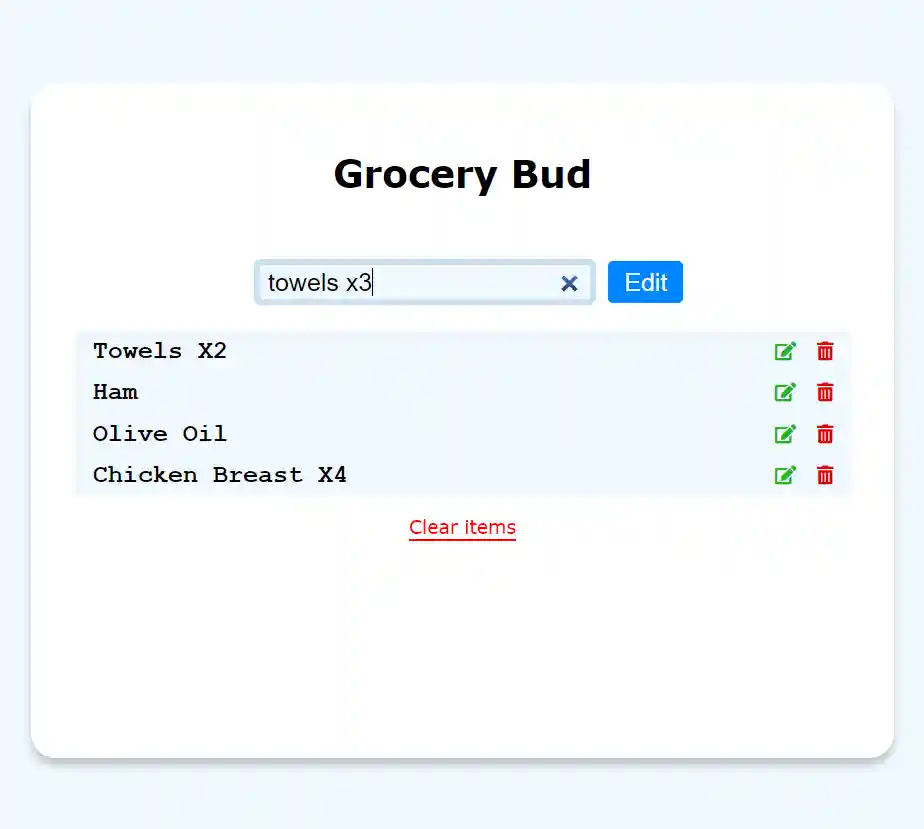 Grocery Bud
towels x3
Edit
Towels X2
Ham
Olive Oil
Chicken Breast X4
Clear items